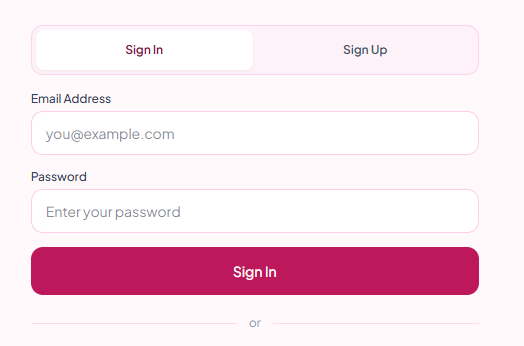 Sign In Sign Up
Email Address
you@example.com
Password
Enter your password
Sign In
or